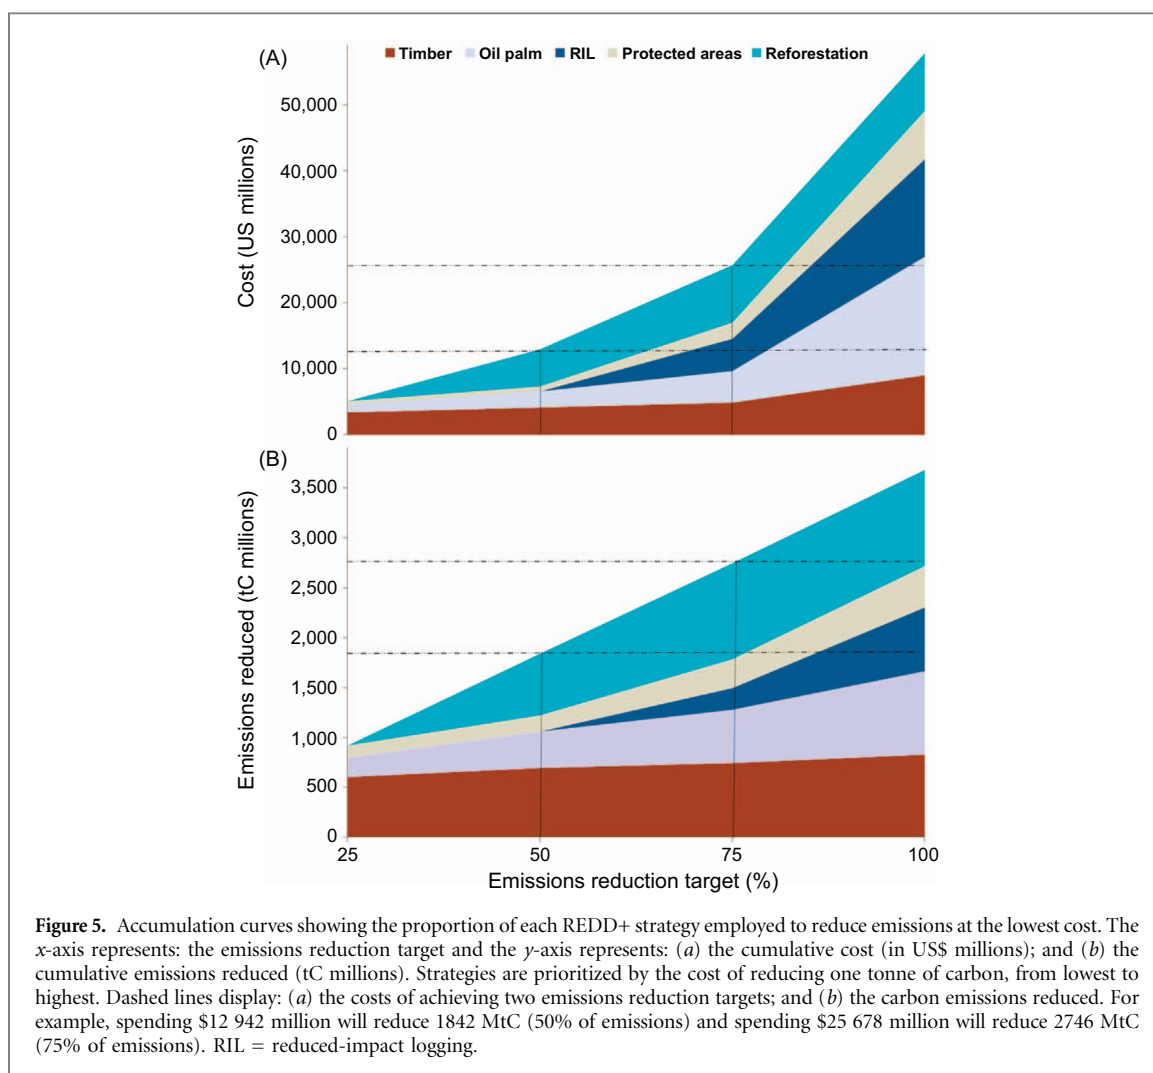 (A)
Timber Oil palm RIL Protected areas Reforestation
50,000
40,000
30,000
20,000
10,000
0
Cost (US millions)
(B)
3,500
3,000
2,500
2,000
1,500
1,000
500
0
Emissions reduced (tC millions)
25 50 75 100
Emissions reduction target (%)
Figure 5. Accumulation curves showing the proportion of each REDD+ strategy employed to reduce emissions at the lowest cost. The
x-axis represents: the emissions reduction target and the y-axis represents: (a) the cumulative cost (in US$ millions); and (b) the
cumulative emissions reduced (tC millions). Strategies are prioritized by the cost of reducing one tonne of carbon, from lowest to
highest. Dashed lines display: (a) the costs of achieving two emissions reduction targets; and (b) the carbon emissions reduced. For
example, spending $12 942 million will reduce 1842 MtC (50% of emissions) and spending $25 678 million will reduce 2746 MtC
(75% of emissions). RIL = reduced-impact logging.